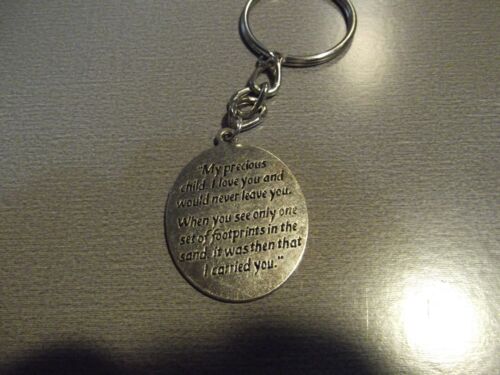 "My precious
child, I love you and
would never leave you.
When you see only one
set of footprints in the
sand, it was then that
I carried you."